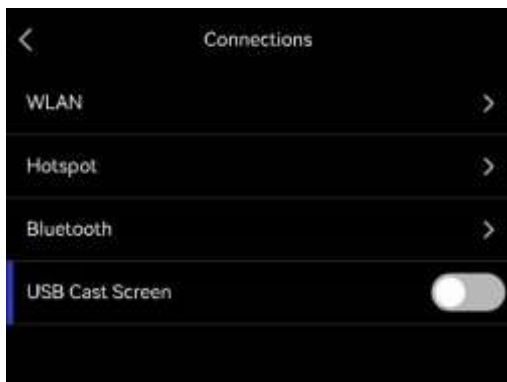 Connections
WLAN
Hotspot
Bluetooth
USB Cast Screen